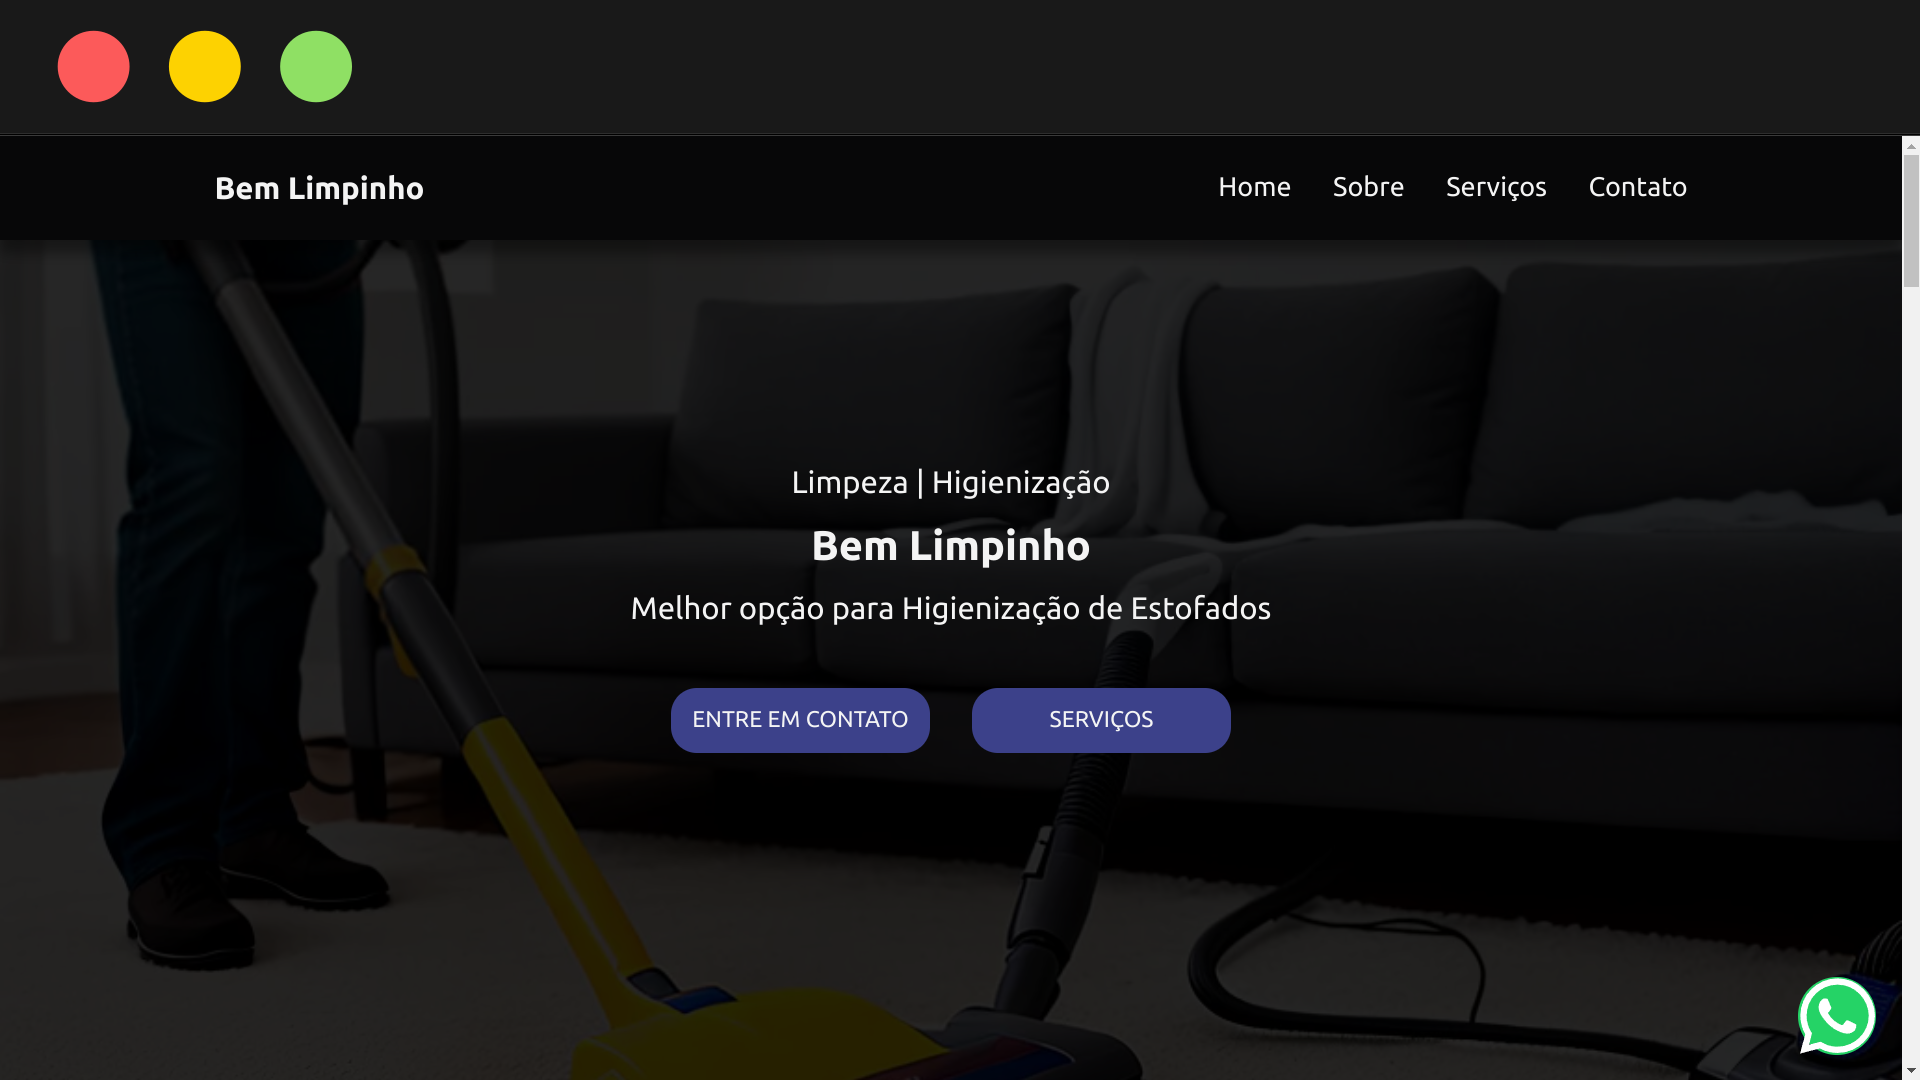 Bem Limpinho
Home Sobre Serviços Contato
Limpeza | Higienização
Bem Limpinho
Melhor opção para Higienização de Estofados
ENTRE EM CONTATO SERVIÇOS